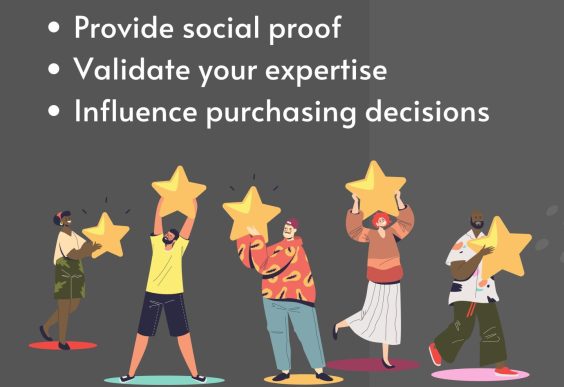 • Provide social proof
• Validate your expertise
• Influence purchasing decisions